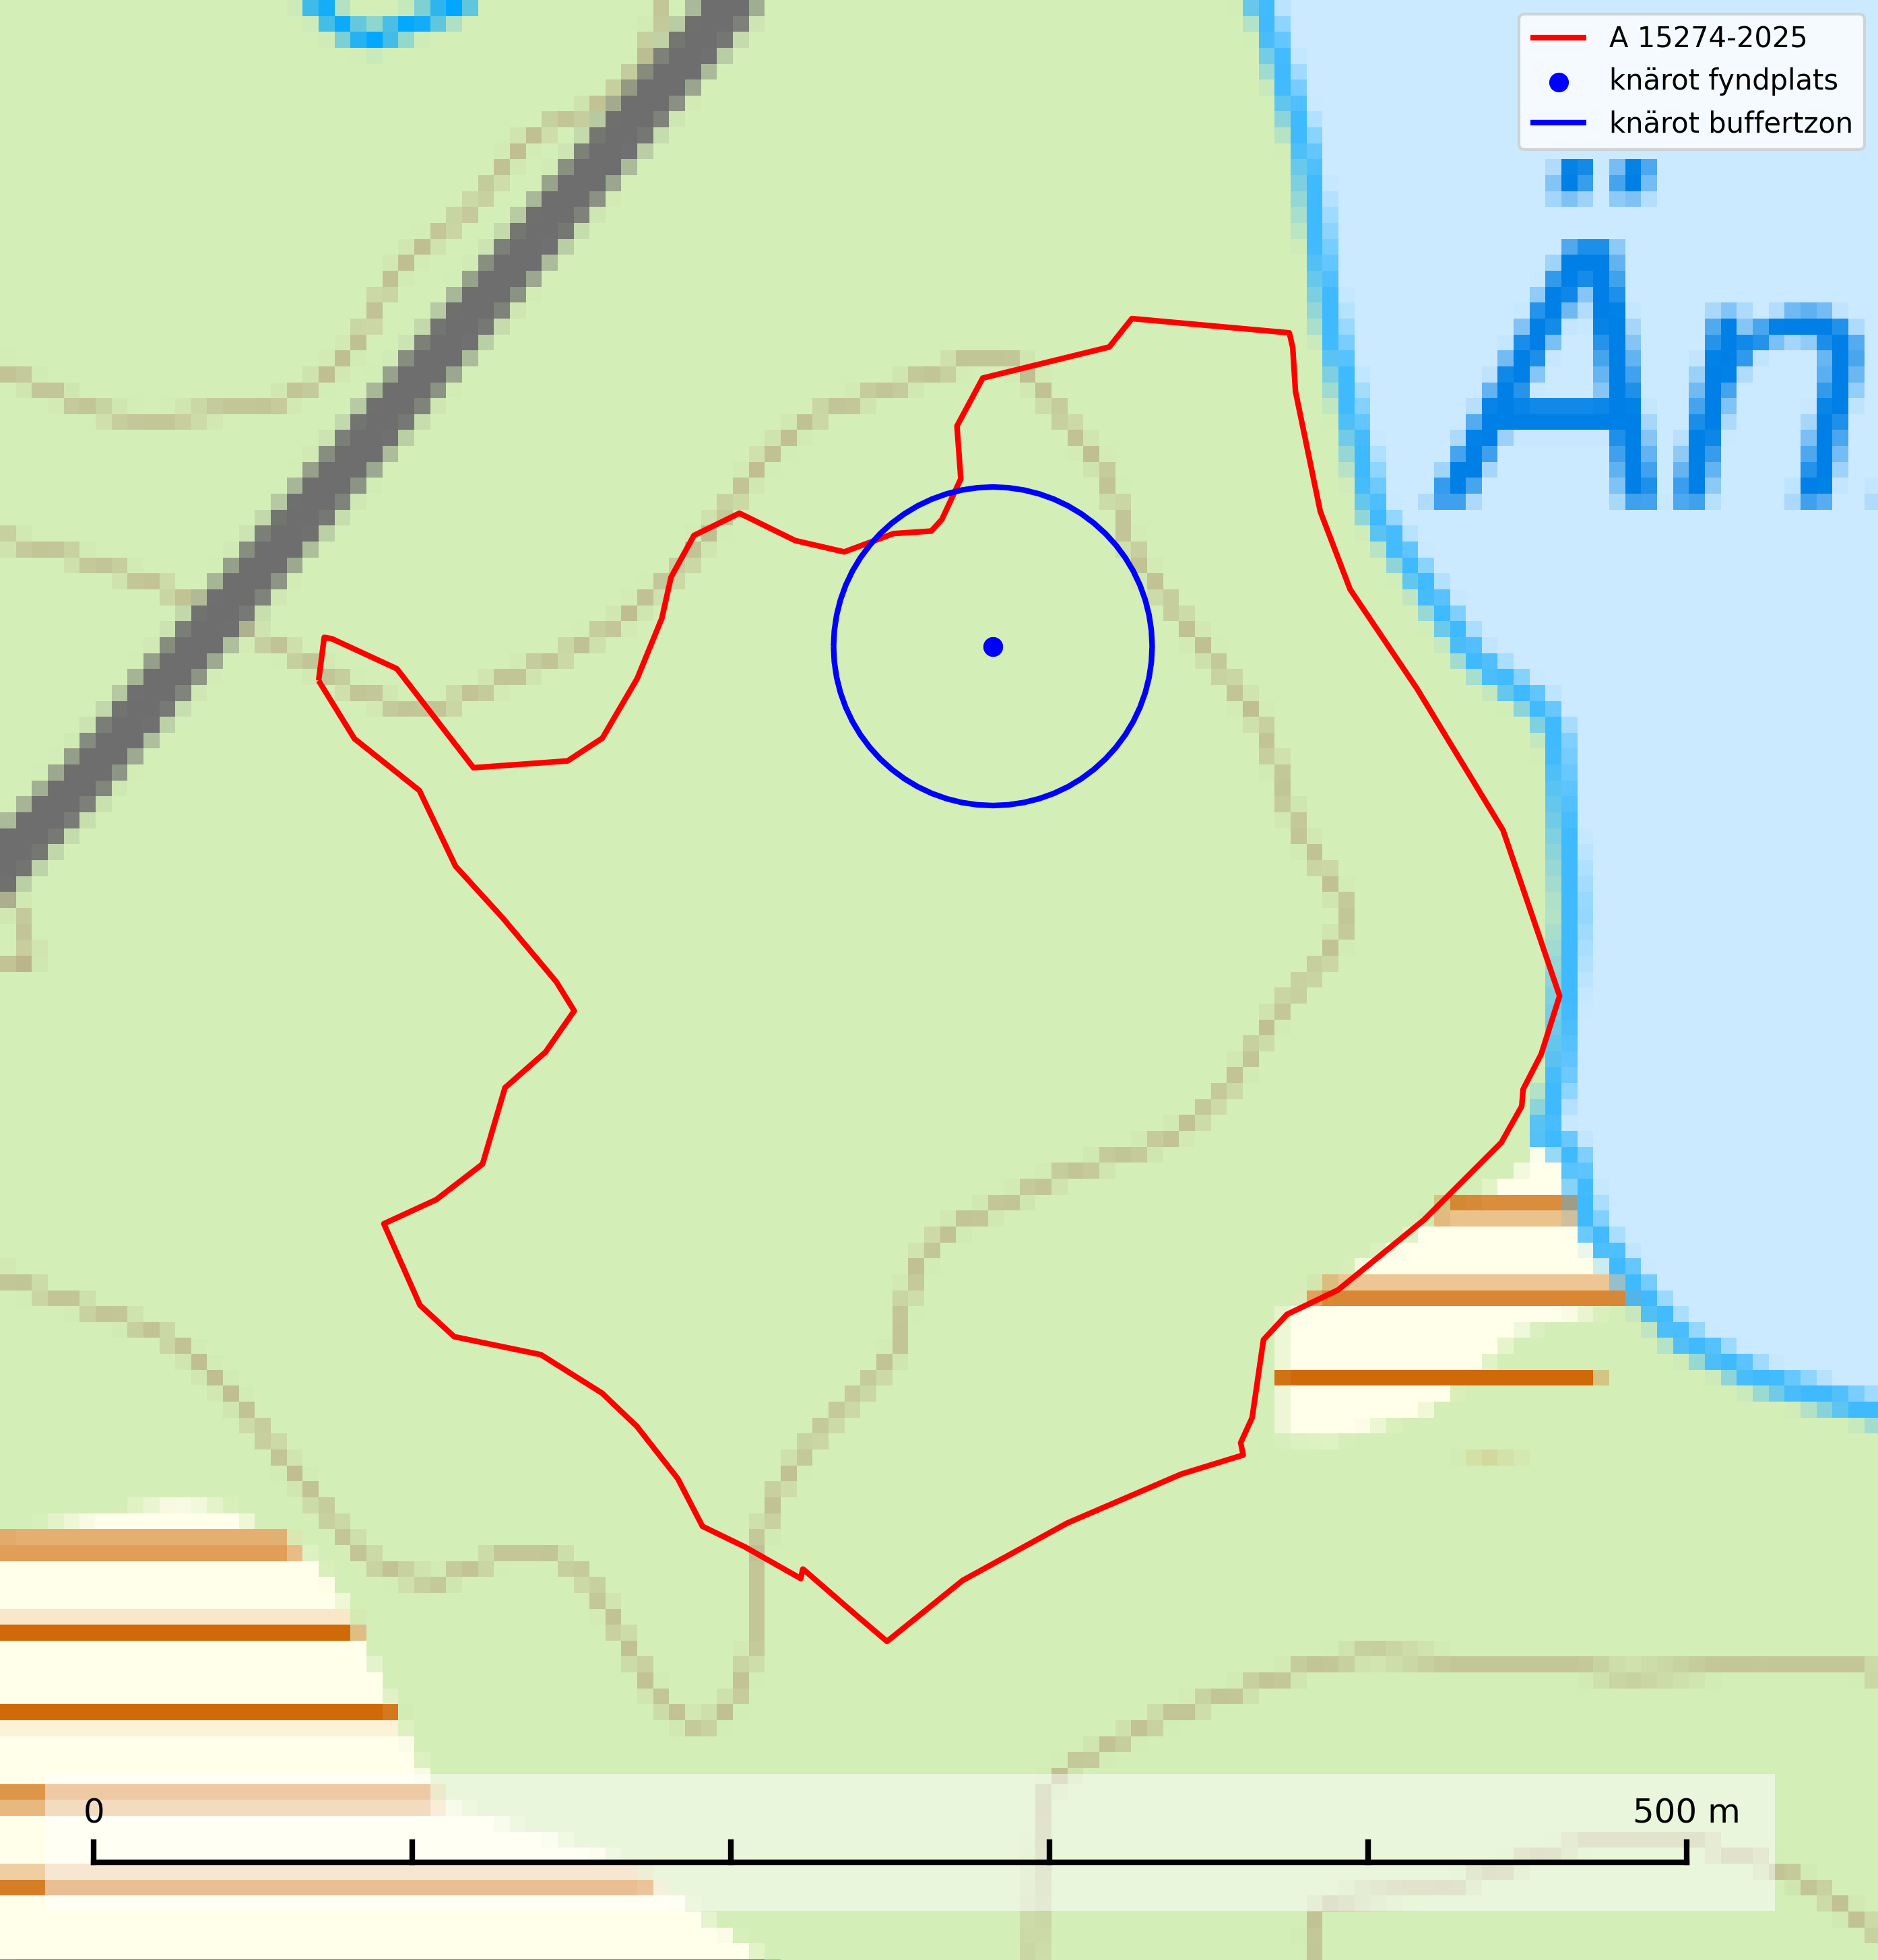 A 15274-2025
knärot fyndplats
knärot buffertzon
Än
0 500 m